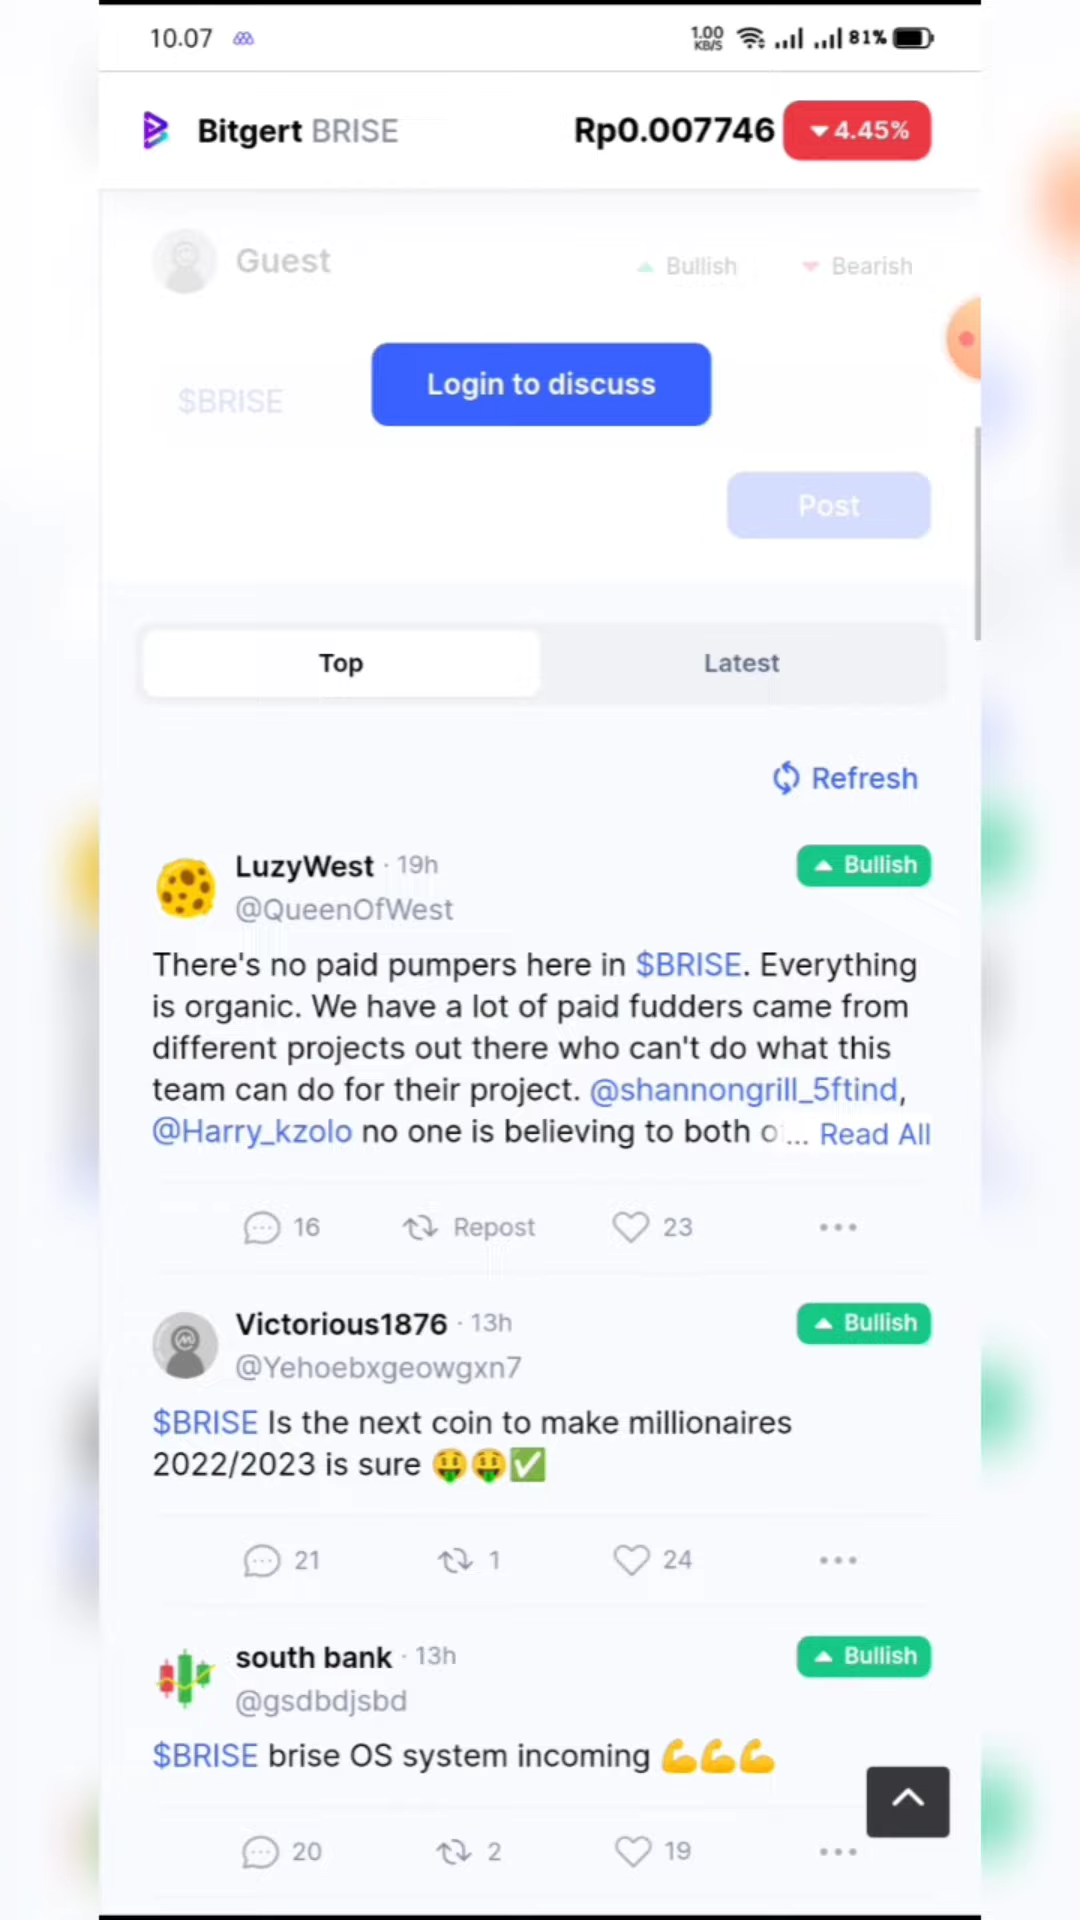 10.07
1.00 KB/S
81%
Bitgert BRISE
Rp0.007746
4.45%
Guest
Bullish
Bearish
$BRISE
Login to discuss
Post
Top
Latest
Refresh
LuzyWest · 19h
Bullish
@QueenOfWest
There's no paid pumpers here in $BRISE. Everything
is organic. We have a lot of paid fudders came from
different projects out there who can't do what this
team can do for their project. @shannongrill_5ftind,
@Harry_kzolo no one is believing to both o... Read All
16
Repost
23
Victorious1876 · 13h
Bullish
@Yehoebxgeowgxn7
$BRISE Is the next coin to make millionaires
2022/2023 is sure 🤑🤑✅
21
1
24
south bank · 13h
Bullish
@gsdbdjsbd
$BRISE brise OS system incoming 💪💪💪
20
2
19